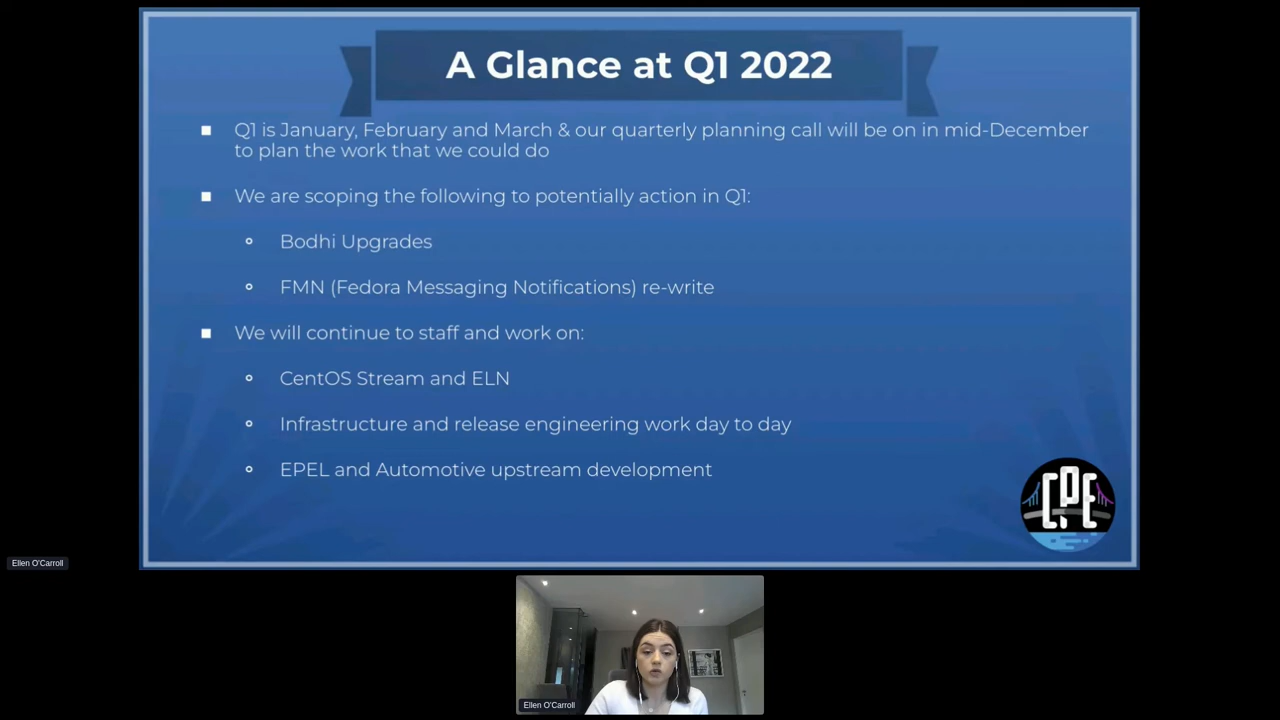 A Glance at Q1 2022
Q1 is January, February and March & our quarterly planning call will be on in mid-December
to plan the work that we could do
We are scoping the following to potentially action in Q1:
Bodhi Upgrades
FMN (Fedora Messaging Notifications) re-write
We will continue to staff and work on:
CentOS Stream and ELN
Infrastructure and release engineering work day to day
EPEL and Automotive upstream development
CPE
Ellen O'Carroll
Ellen O'Carroll